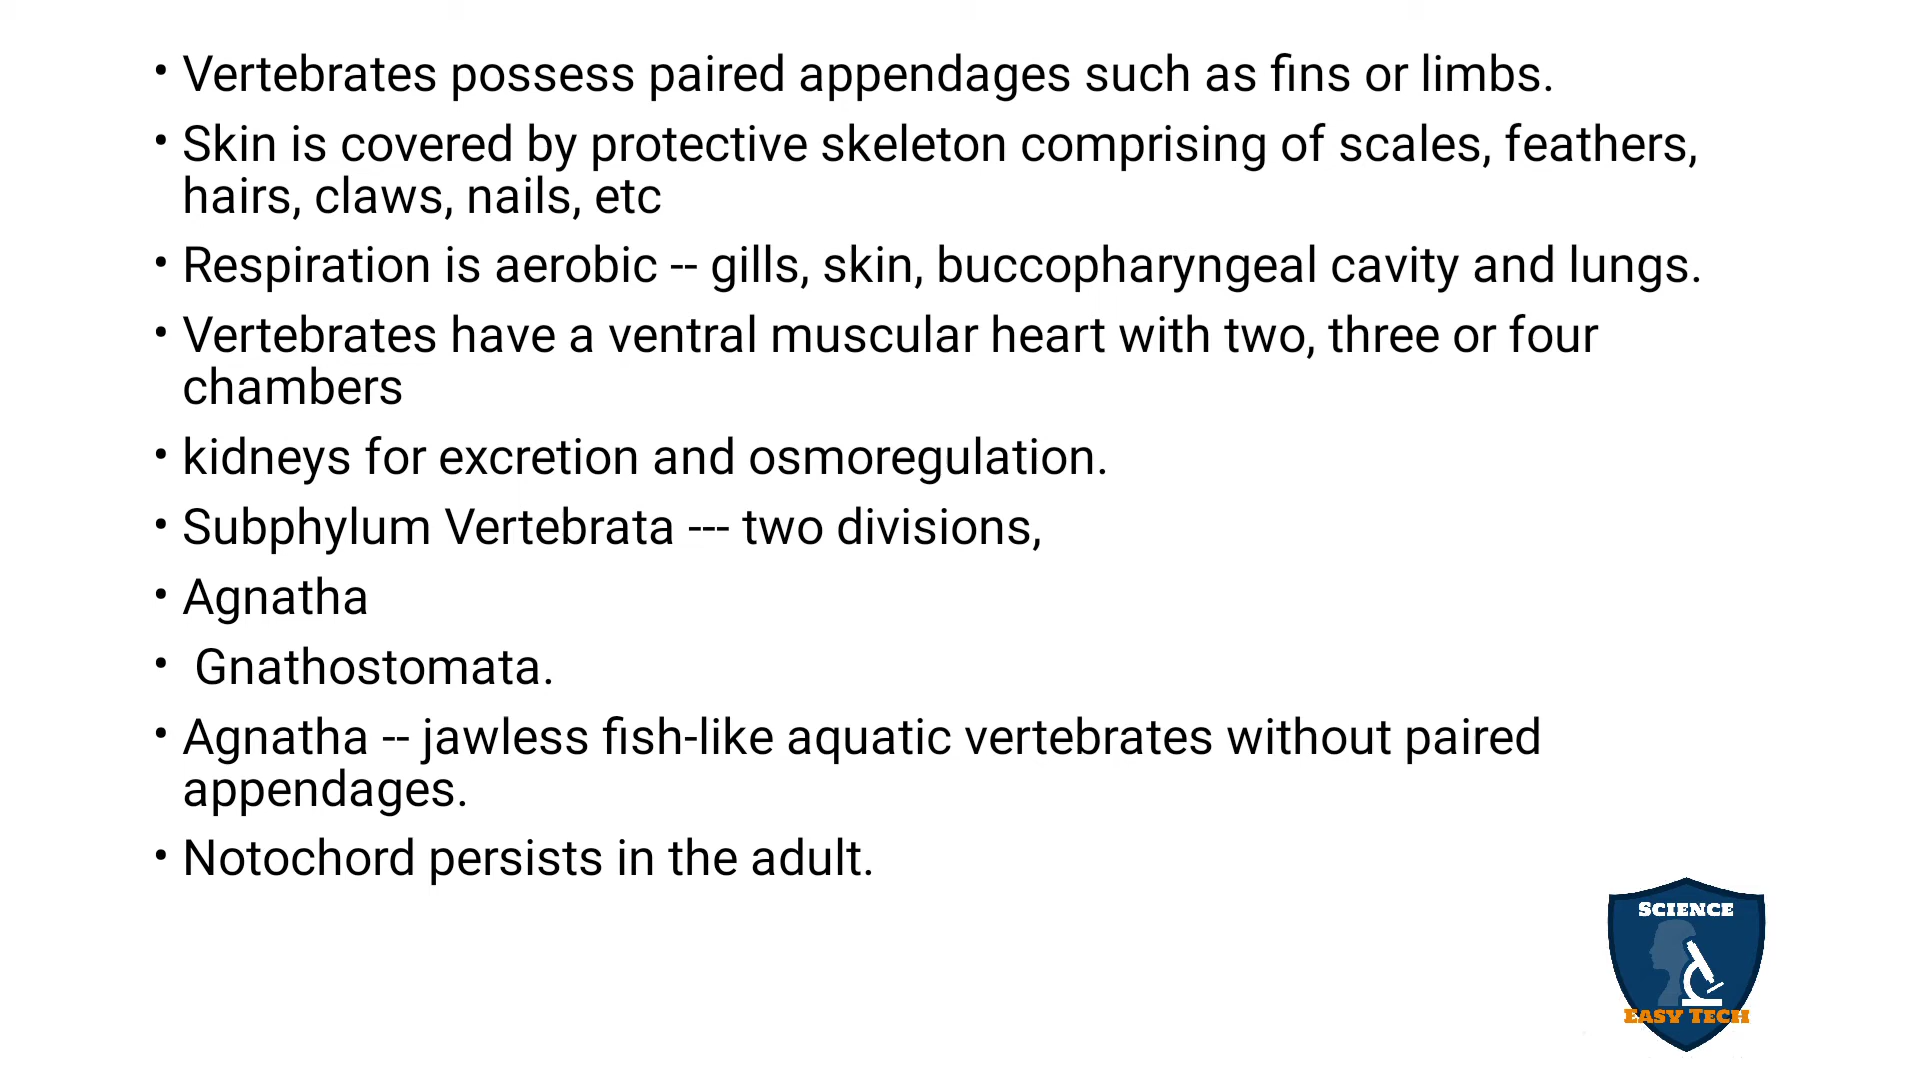 • Vertebrates possess paired appendages such as fins or limbs.
• Skin is covered by protective skeleton comprising of scales, feathers,
hairs, claws, nails, etc
• Respiration is aerobic -- gills, skin, buccopharyngeal cavity and lungs.
• Vertebrates have a ventral muscular heart with two, three or four
chambers
• kidneys for excretion and osmoregulation.
• Subphylum Vertebrata --- two divisions,
• Agnatha
• Gnathostomata.
• Agnatha -- jawless fish-like aquatic vertebrates without paired
appendages.
• Notochord persists in the adult.
SCIENCE
EASY TECH